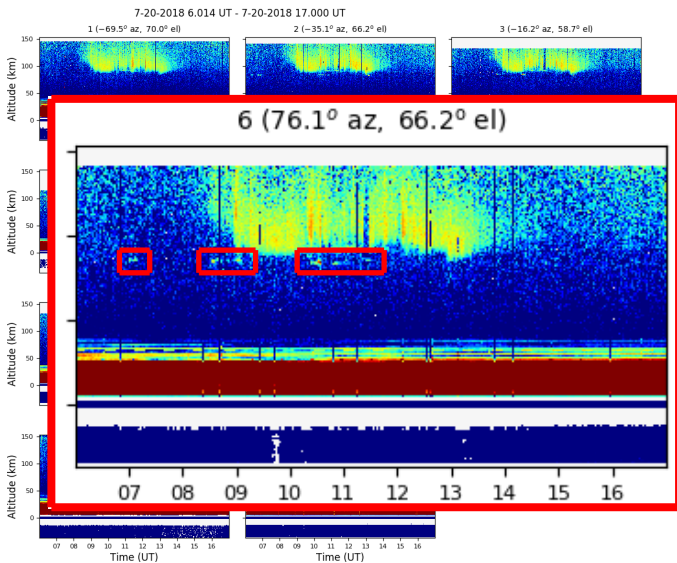 7-20-2018 6.014 UT - 7-20-2018 17.000 UT
1 (−69.5° az, 70.0° el)
2 (−35.1° az, 66.2° el)
3 (−16.2° az, 58.7° el)
Altitude (km)
150
100
50
0
6 (76.1° az, 66.2° el)
Altitude (km)
150
100
50
0
Altitude (km)
150
100
50
0
Altitude (km)
150
100
50
0
07 08 09 10 11 12 13 14 15 16
07 08 09 10 11 12 13 14 15 16
07 08 09 10 11 12 13 14 15 16
Time (UT)
Time (UT)